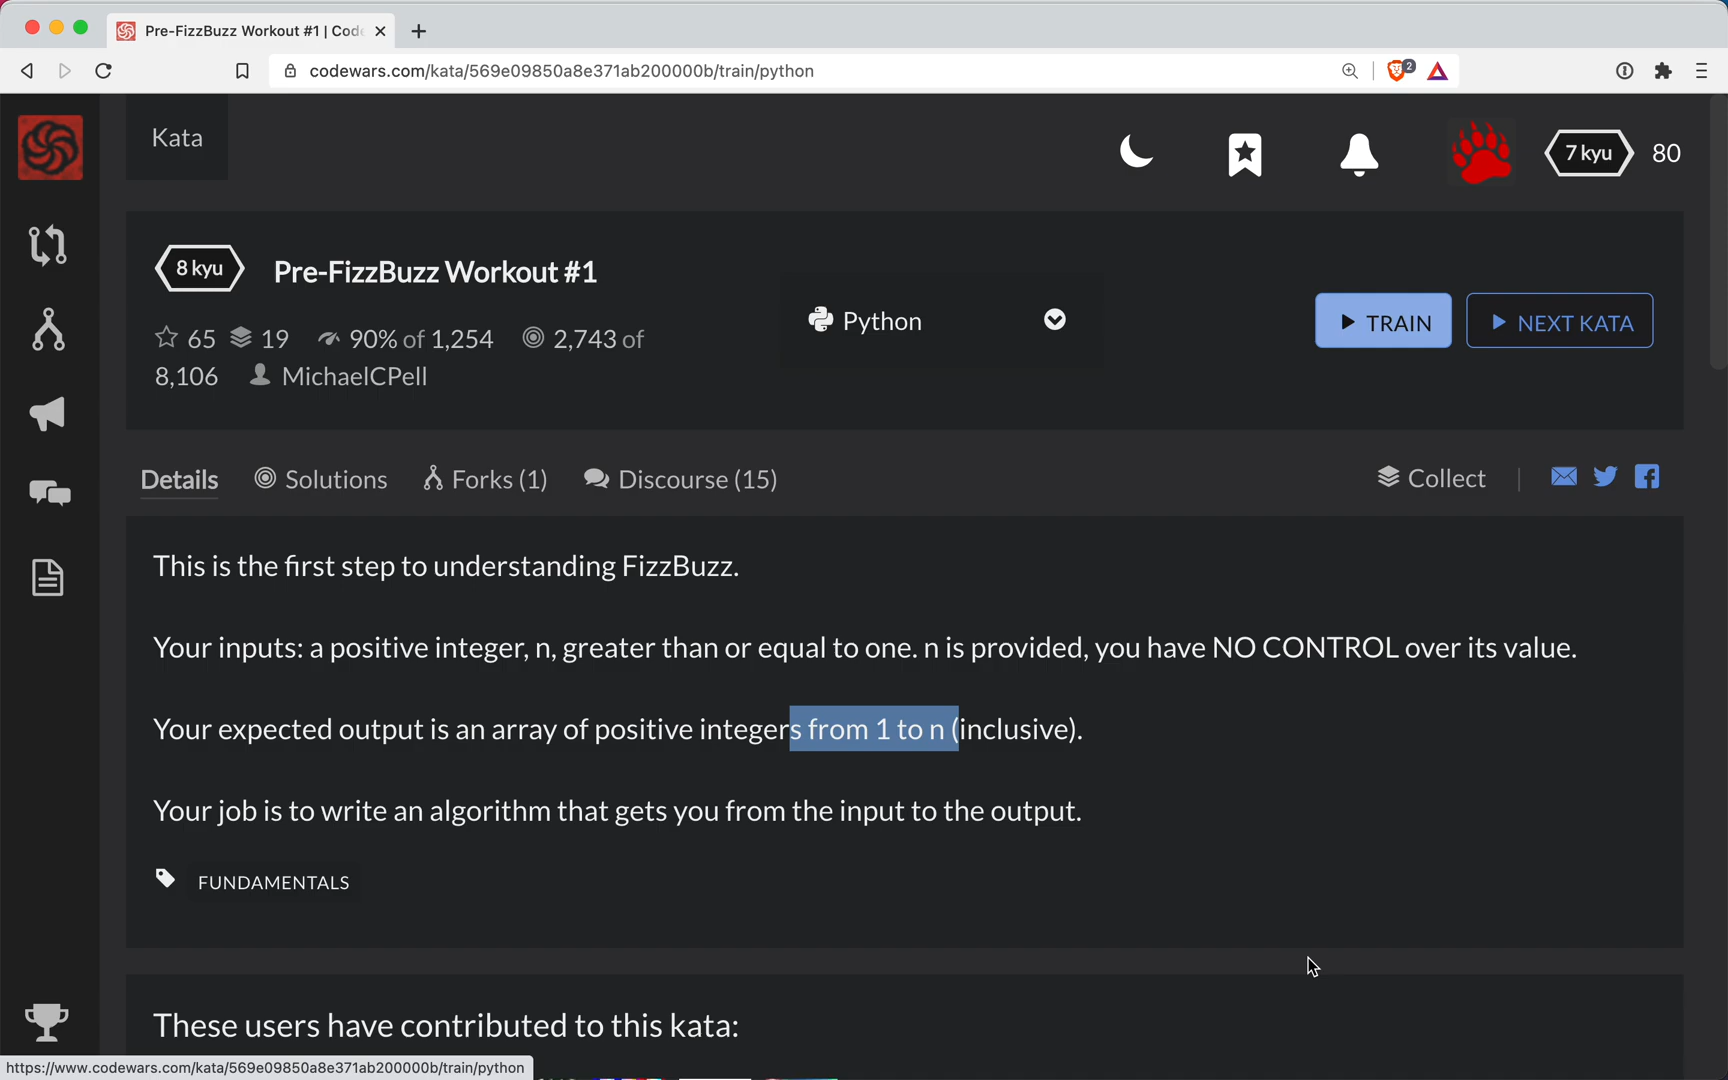 Pre-FizzBuzz Workout #1 | Code
codewars.com/kata/569e09850a8e371ab200000b/train/python
2
Kata
7 kyu 80
8 kyu
Pre-FizzBuzz Workout #1
65 19 90% of 1,254 2,743 of
8,106 MichaelCPell
Python
TRAIN
NEXT KATA
Details Solutions Forks (1) Discourse (15) Collect
This is the first step to understanding FizzBuzz.
Your inputs: a positive integer, n, greater than or equal to one. n is provided, you have NO CONTROL over its value.
Your expected output is an array of positive integers from 1 to n (inclusive).
Your job is to write an algorithm that gets you from the input to the output.
FUNDAMENTALS
These users have contributed to this kata:
https://www.codewars.com/kata/569e09850a8e371ab200000b/train/python